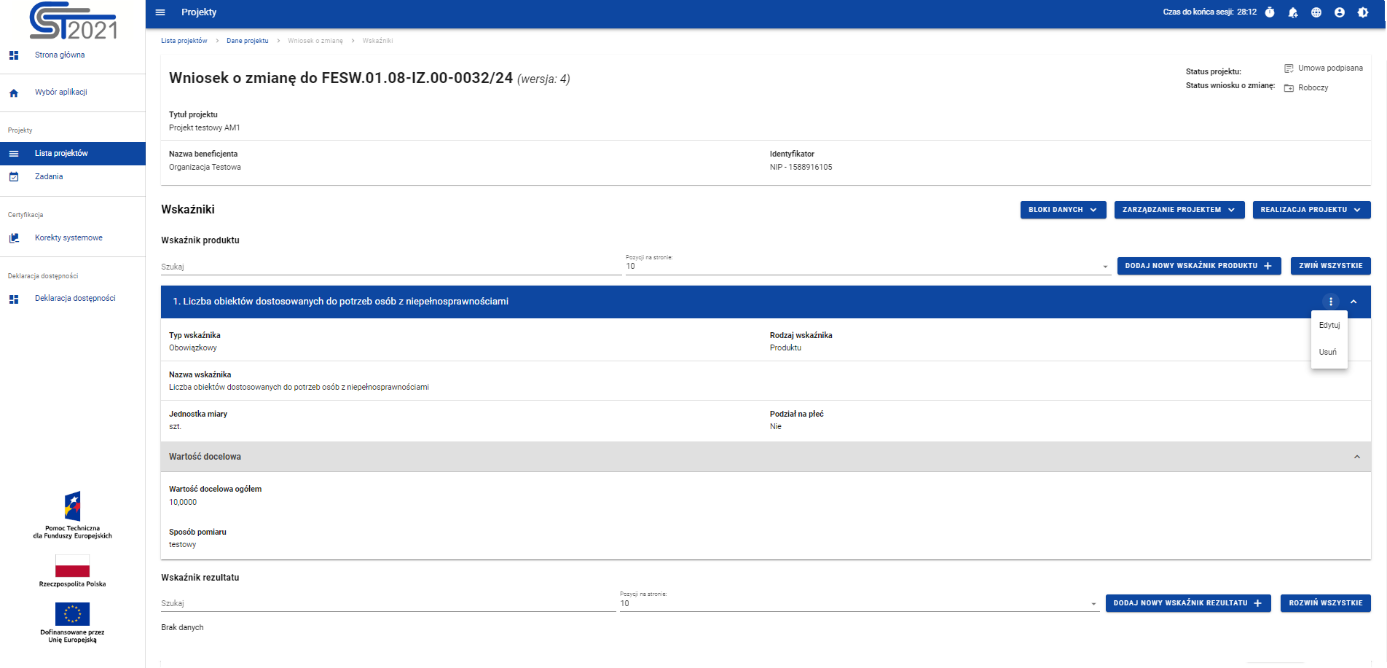 CST2021
Projekty
Czas do końca sesji: 28:12
Strona główna
Wybór aplikacji
Projekty
Lista projektów
Zadania
Certyfikacja
Korekty systemowe
Deklaracja dostępności
Deklaracja dostępności
Pomoc Techniczna
dla Funduszy Europejskich
Rzeczpospolita Polska
Dofinansowane przez
Unię Europejską
Lista projektów > Dane projektu > Wniosek o zmianę > Wskaźniki
Wniosek o zmianę do FESW.01.08-IZ.00-0032/24 (wersja: 4)
Status projektu: Umowa podpisana
Status wniosku o zmianę: Roboczy
Tytuł projektu
Projekt testowy AM1
Nazwa beneficjenta
Organizacja Testowa
Identyfikator
NIP - 1588916105
Wskaźniki
BLOKI DANYCH
ZARZĄDZANIE PROJEKTEM
REALIZACJA PROJEKTU
Wskaźnik produktu
Szukaj
Pozycji na stronie:
10
DODAJ NOWY WSKAŹNIK PRODUKTU +
ZWIŃ WSZYSTKIE
1. Liczba obiektów dostosowanych do potrzeb osób z niepełnosprawnościami
Edytuj
Usuń
Typ wskaźnika
Obowiązkowy
Rodzaj wskaźnika
Produktu
Nazwa wskaźnika
Liczba obiektów dostosowanych do potrzeb osób z niepełnosprawnościami
Jednostka miary
szt.
Podział na płeć
Nie
Wartość docelowa
Wartość docelowa ogółem
10,0000
Sposób pomiaru
testowy
Wskaźnik rezultatu
Szukaj
Pozycji na stronie:
10
DODAJ NOWY WSKAŹNIK REZULTATU +
ROZWIŃ WSZYSTKIE
Brak danych